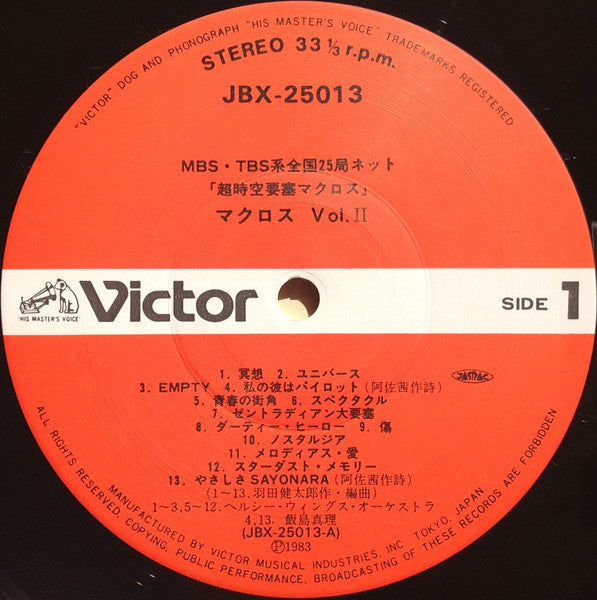 "VICTOR" DOG AND PHONOGRAPH "HIS MASTER'S VOICE" TRADEMARKS REGISTERED
STEREO 33 1/3 r.p.m.
JBX-25013
MBS・TBS系全国25局ネット
「超時空要塞マクロス」
マクロス Vol.II
'HIS MASTER'S VOICE'
Victor
SIDE 1
1. 冥想 2. ユニバース
3. EMPTY 4. 私の彼はパイロット(阿佐茜作詩)
JASRAC
5. 青春の街角 6. スペクタクル
7. ゼントラディアン大要塞
8. ダーティー・ヒーロー 9. 傷
10. ノスタルジア
11. メロディアス・愛
12. スターダスト・メモリー
13. やさしさSAYONARA(阿佐茜作詩)
(1〜13.羽田健太郎作・編曲)
1〜3,5〜12.ヘルシー・ウィングス・オーケストラ
4,13. 飯島真理
(JBX-25013-A)
Ⓟ1983
MANUFACTURED BY VICTOR MUSICAL INDUSTRIES, INC. TOKYO, JAPAN.
ALL RIGHTS RESERVED, COPYING, PUBLIC PERFORMANCE, BROADCASTING OF THESE RECORDS ARE FORBIDDEN